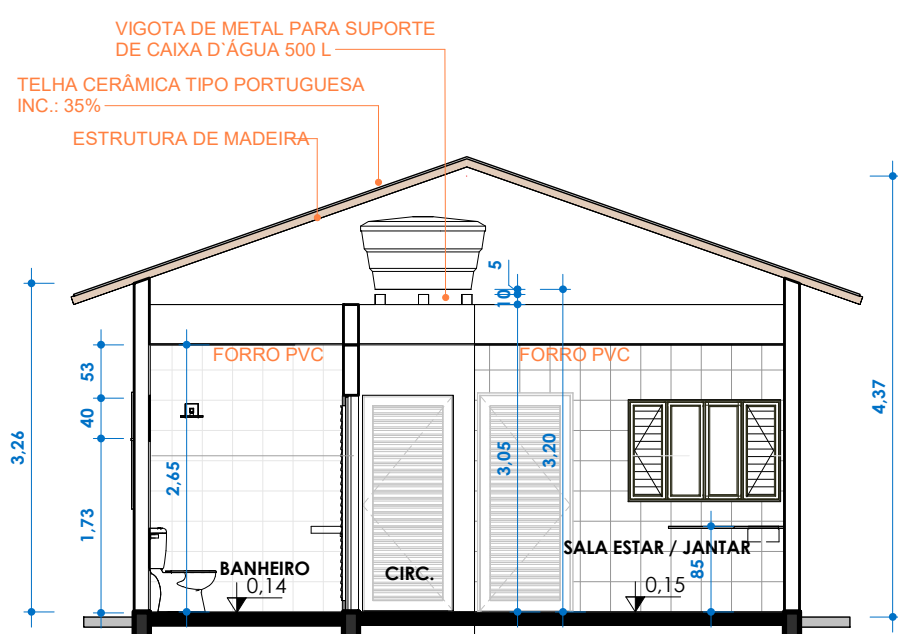 VIGOTA DE METAL PARA SUPORTE
DE CAIXA D`ÁGUA 500 L
TELHA CERÂMICA TIPO PORTUGUESA
INC.: 35%
ESTRUTURA DE MADEIRA
5
10
FORRO PVC
FORRO PVC
53
40
3,26
4,37
2,65
3,05
3,20
1,73
SALA ESTAR / JANTAR
85
BANHEIRO
0,14
CIRC.
0,15